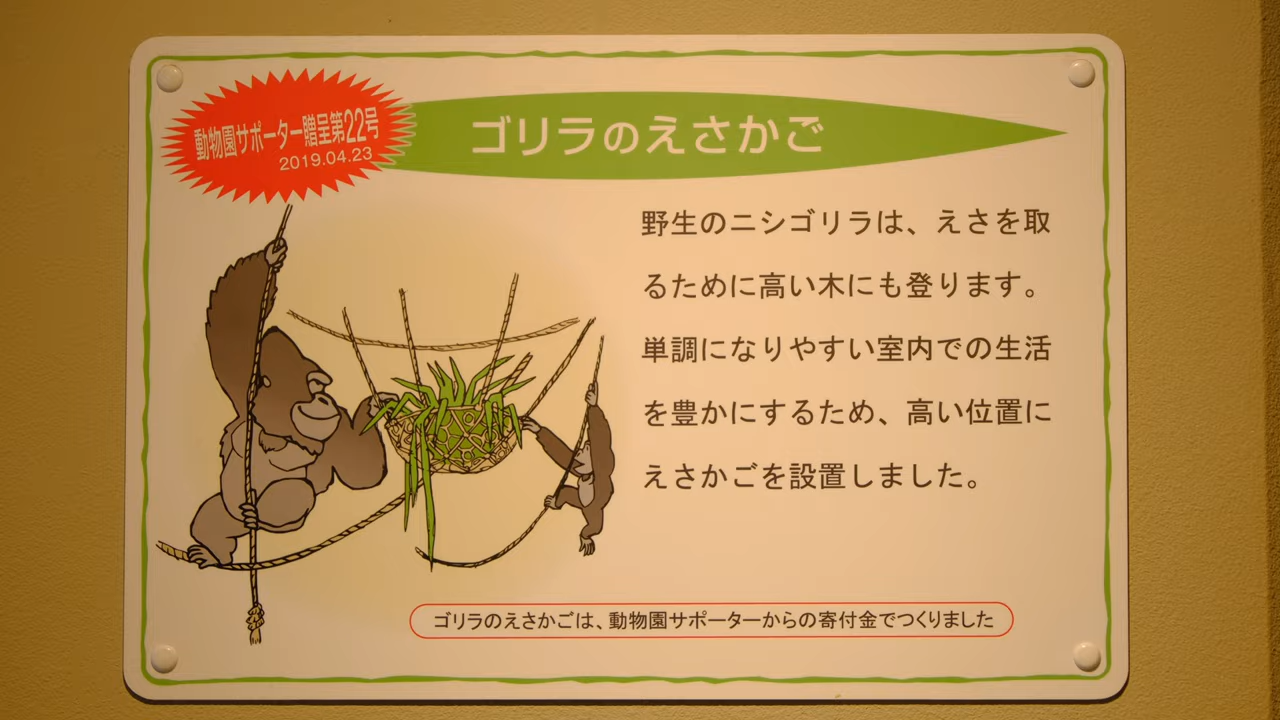 動物園サポーター贈呈第22号
2019.04.23
ゴリラのえさかご
野生のニシゴリラは、えさを取
るために高い木にも登ります。
単調になりやすい室内での生活
を豊かにするため、高い位置に
えさかごを設置しました。
ゴリラのえさかごは、動物園サポーターからの寄付金でつくりました